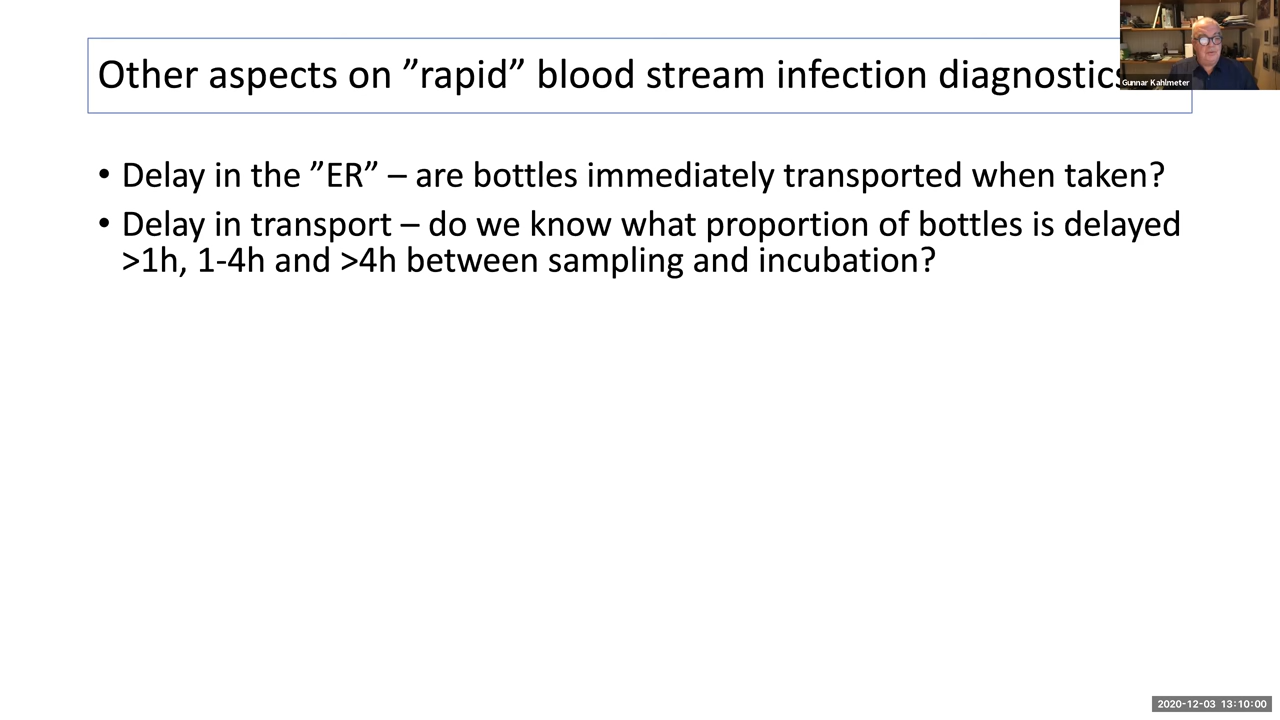 Other aspects on ”rapid” blood stream infection diagnostics
Gunnar Kahlmeter
• Delay in the ”ER” – are bottles immediately transported when taken?
• Delay in transport – do we know what proportion of bottles is delayed
>1h, 1-4h and >4h between sampling and incubation?
2020-12-03 13:10:00